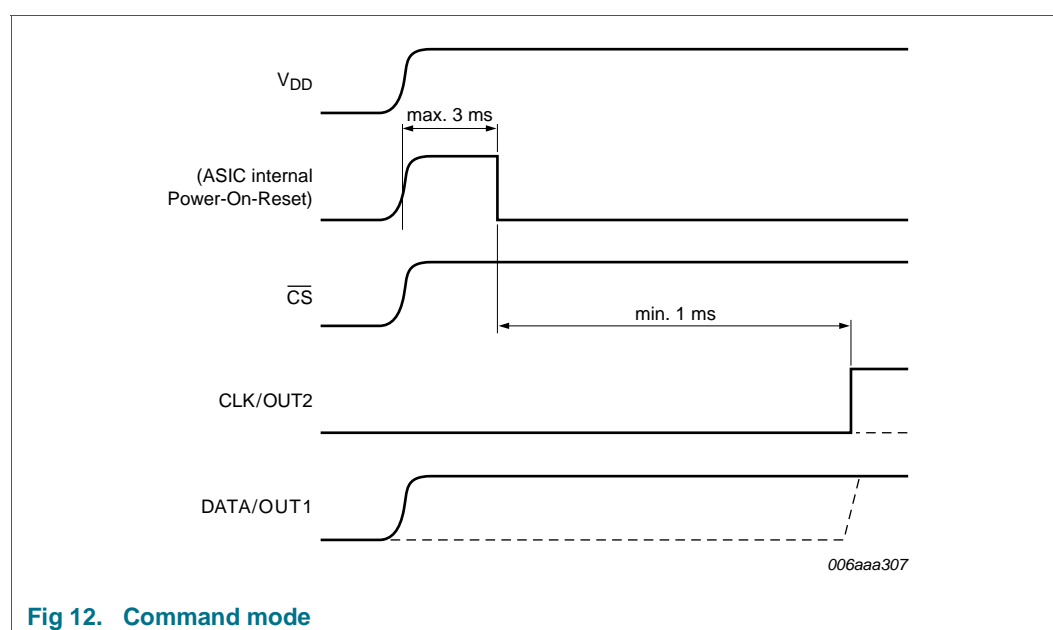 VDD
max. 3 ms
(ASIC internal
Power-On-Reset)
CS
min. 1 ms
CLK/OUT2
DATA/OUT1
006aaa307
Fig 12. Command mode